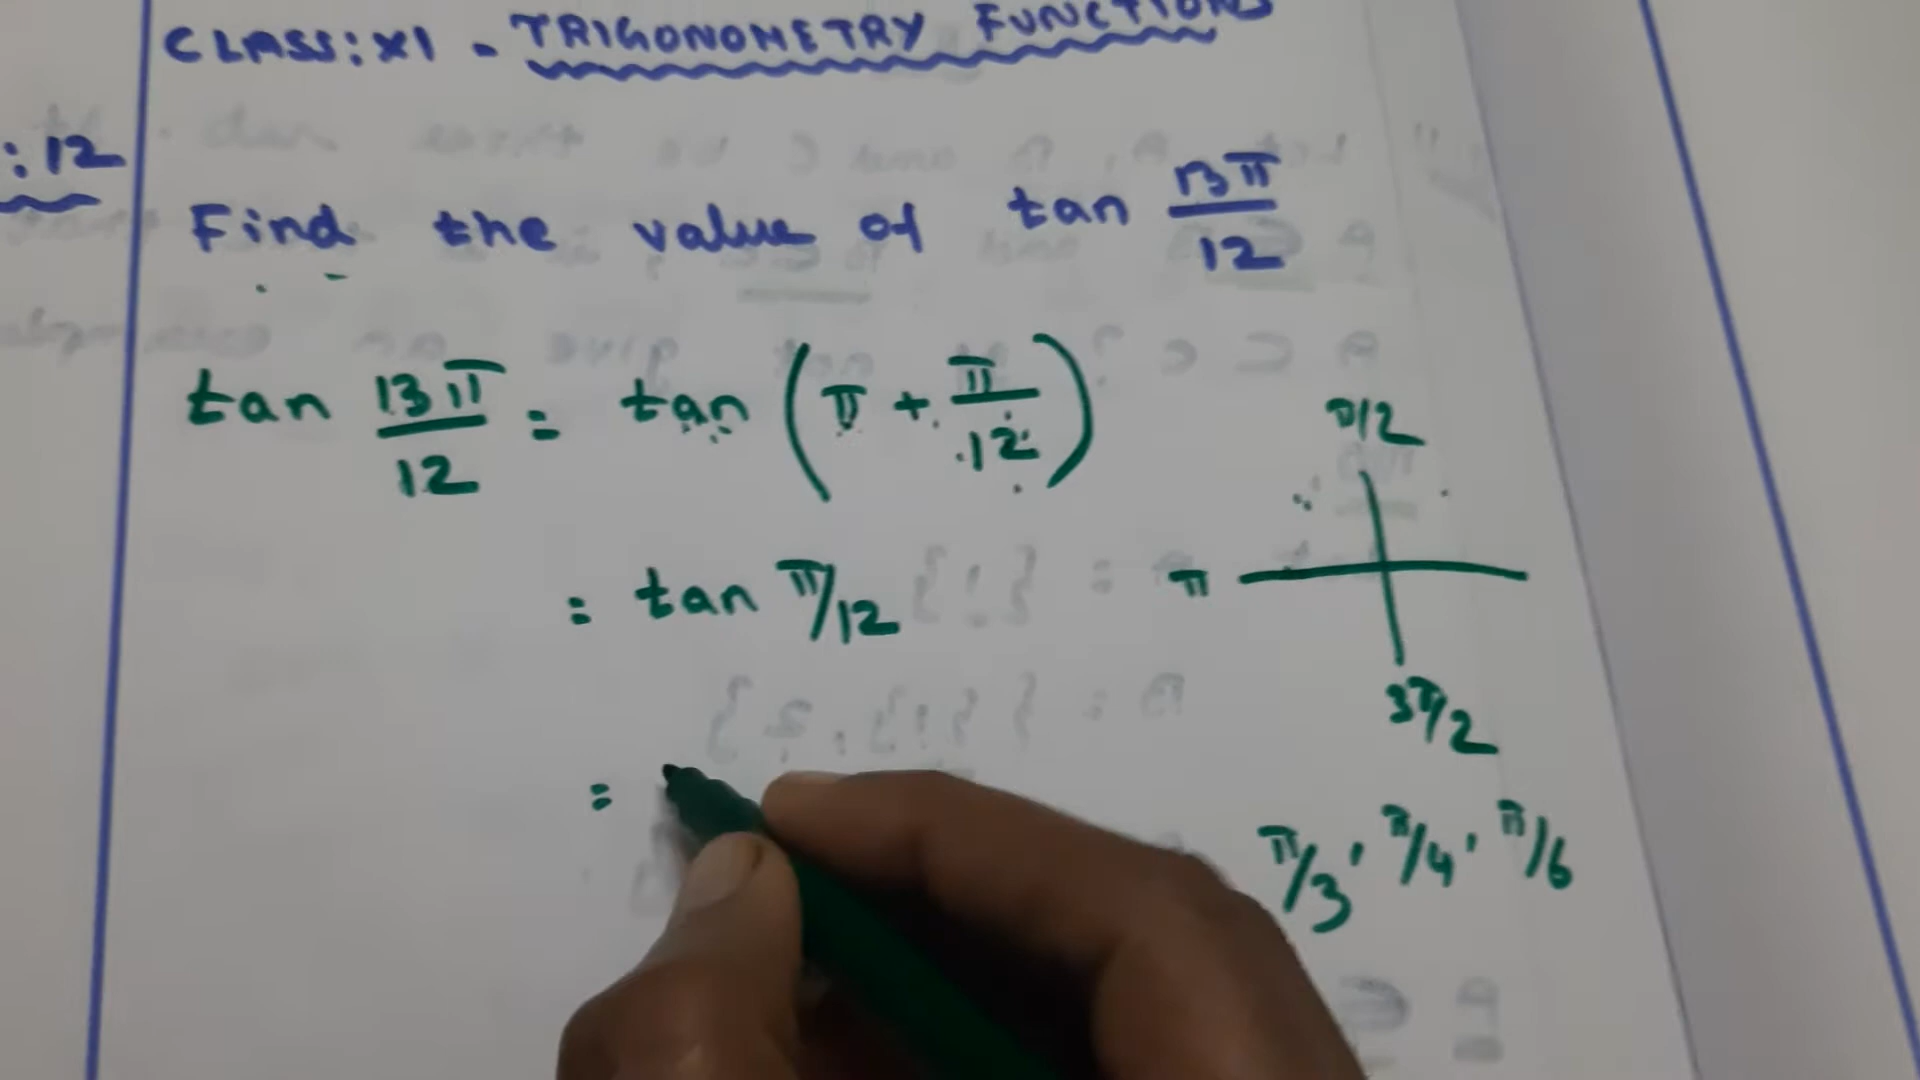 CLASS: XI - TRIGONOMETRY FUNCTIONS
: 12
Find the value of tan 13π/12
tan 13π/12 = tan (π + π/12)
= tan π/12
=
π/2
π
3π/2
π/3, π/4, π/6